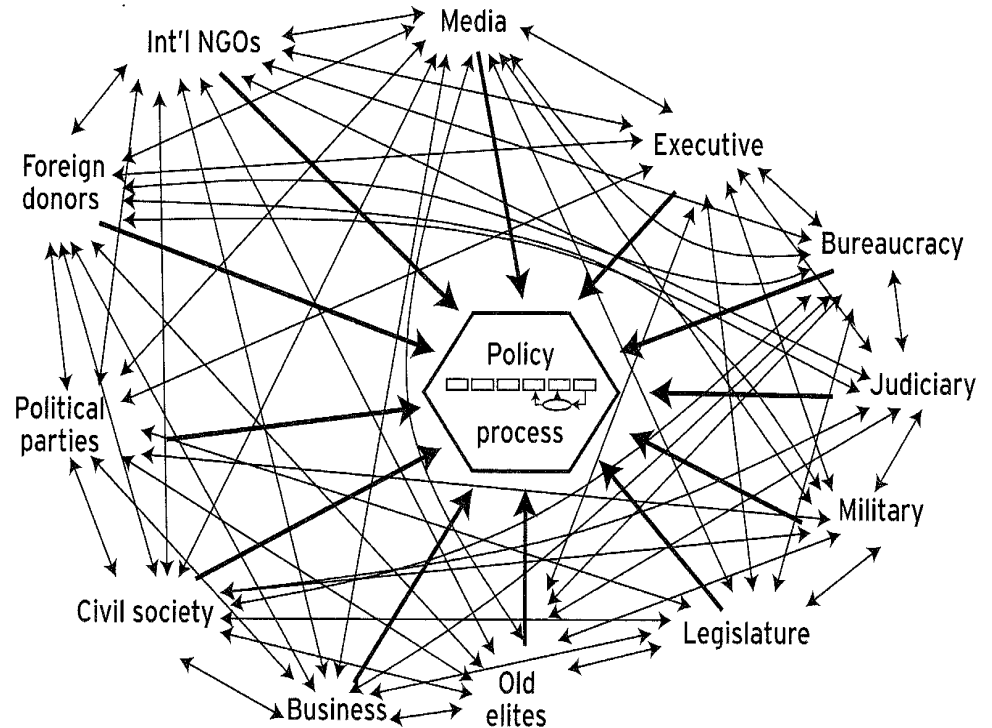 Media
Int'l NGOs
Executive
Foreign
donors
Bureaucracy
Policy
process
Judiciary
Political
parties
Military
Civil society
Legislature
Old
elites
Business